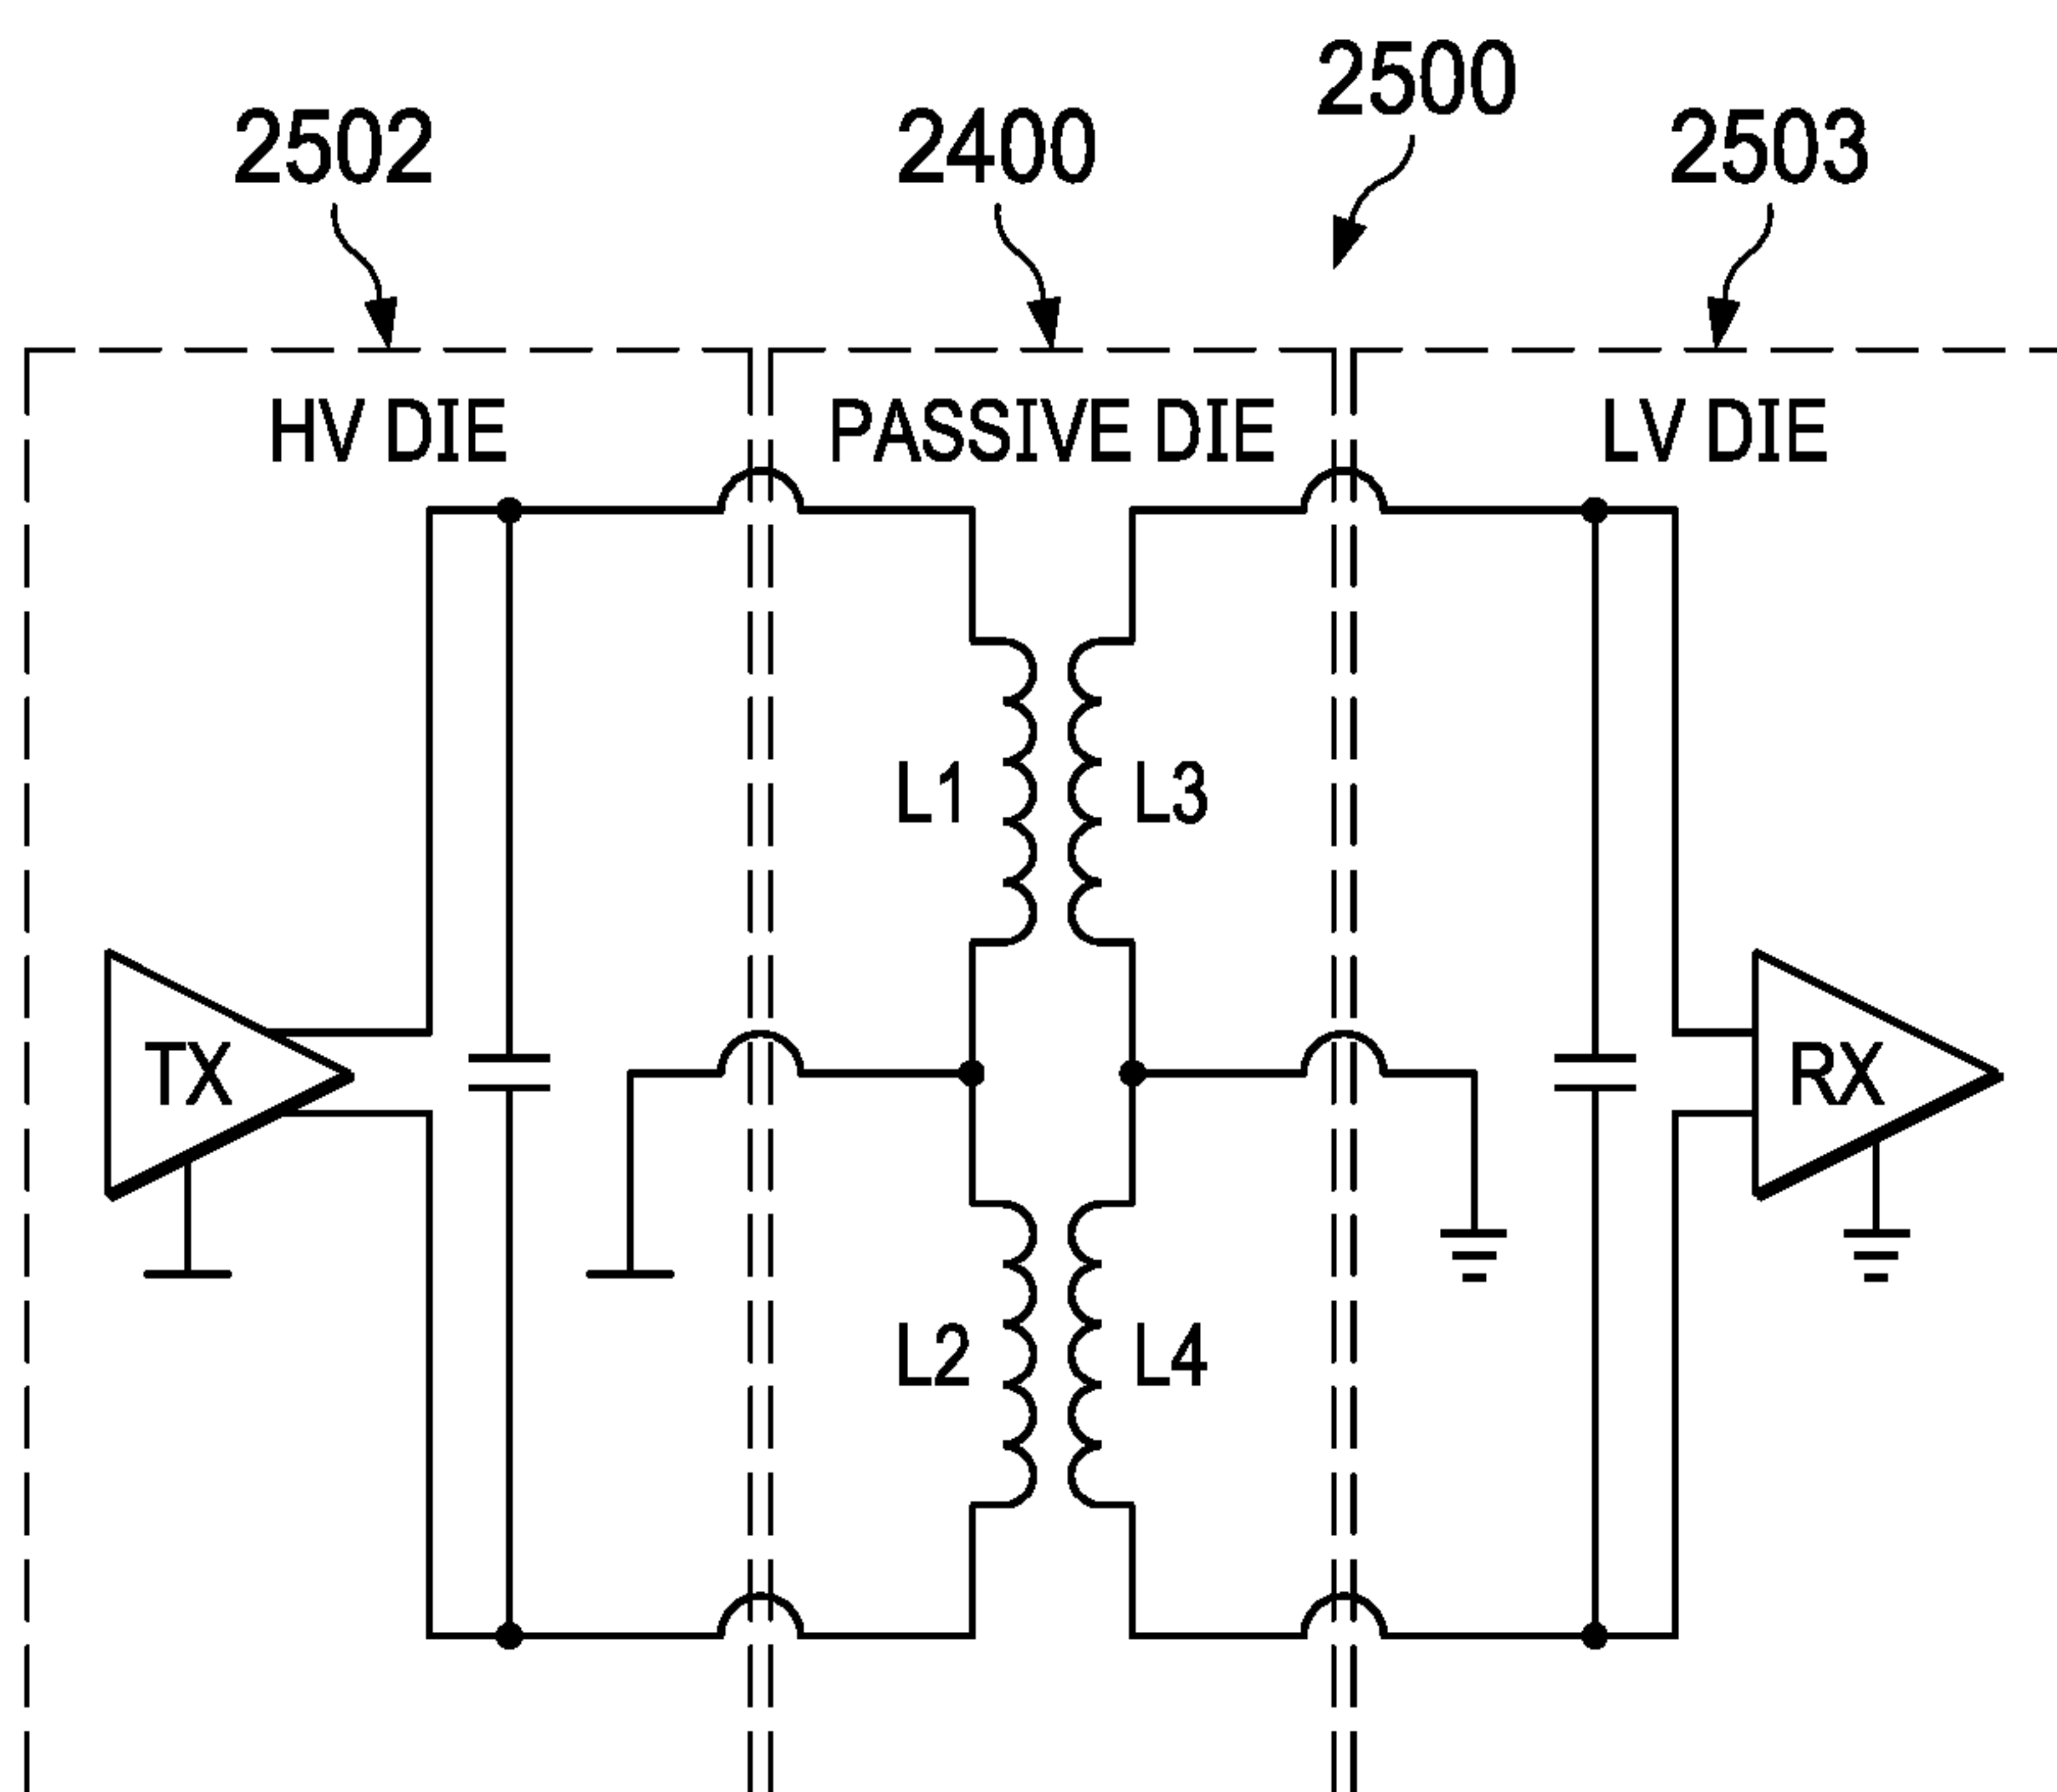 2500
2502
2400
2503
HV DIE
PASSIVE DIE
LV DIE
L1
L3
TX
RX
L2
L4